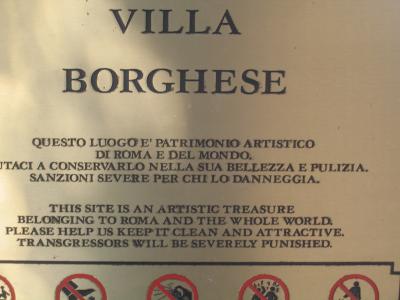 VILLA
BORGHESE
QUESTO LUOGO E' PATRIMONIO ARTISTICO
DI ROMA E DEL MONDO.
UTACI A CONSERVARLO NELLA SUA BELLEZZA E PULIZIA.
SANZIONI SEVERE PER CHI LO DANNEGGIA.
THIS SITE IS AN ARTISTIC TREASURE
BELONGING TO ROMA AND THE WHOLE WORLD.
PLEASE HELP US KEEP IT CLEAN AND ATTRACTIVE.
TRANSGRESSORS WILL BE SEVERELY PUNISHED.